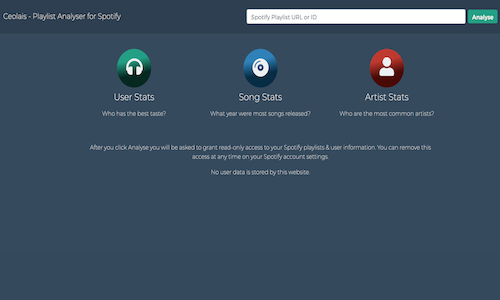 Ceolais - Playlist Analyser for Spotify
Spotify Playlist URL or ID
Analyse
User Stats
Song Stats
Artist Stats
Who has the best taste?
What year were most songs released?
Who are the most common artists?
After you click Analyse you will be asked to grant read-only access to your Spotify playlists & user information. You can remove this
access at any time on your Spotify account settings.
No user data is stored by this website.